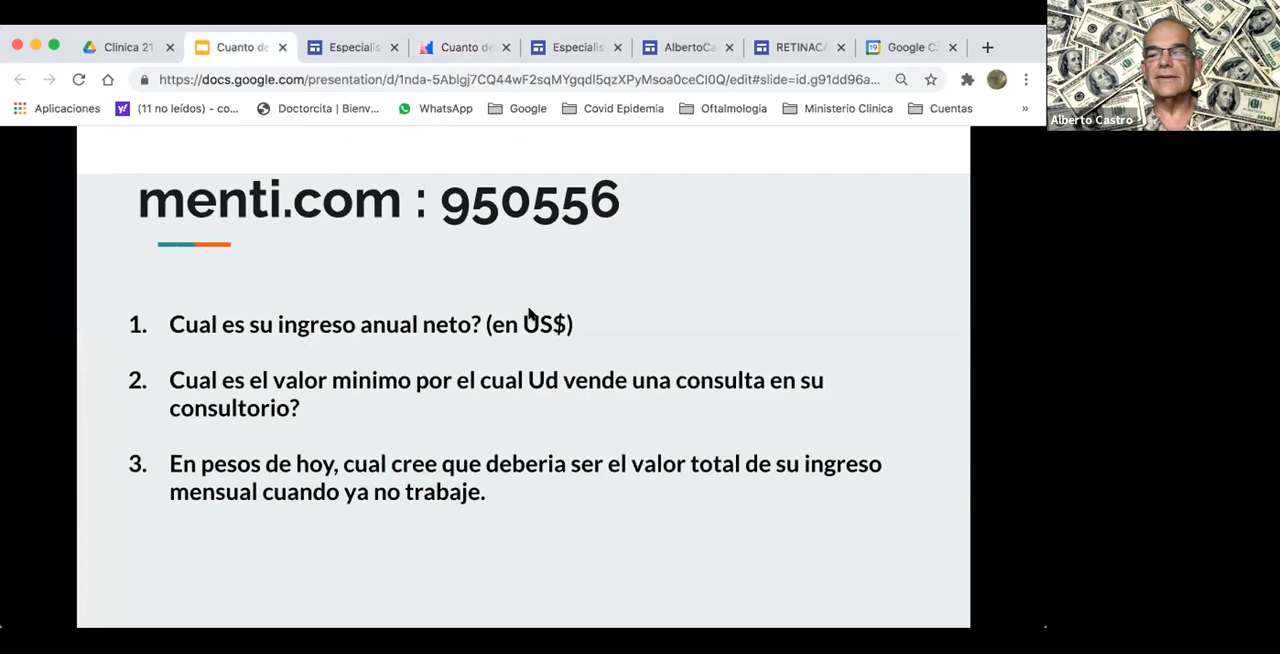 Clinica 21
Cuanto de
Especialis
Cuanto de
Especialis
AlbertoCa
RETINACA
19
Google C
https://docs.google.com/presentation/d/1nda-5Ablgj7CQ44wF2sqMYgqdl5qzXPyMsoa0ceCI0Q/edit#slide=id.g91dd96a...
Aplicaciones
(11 no leídos) - co...
Doctorcita | Bienv...
WhatsApp
Google
Covid Epidemia
Oftalmologia
Ministerio Clinica
Cuentas
»
Alberto Castro
menti.com : 950556
1. Cual es su ingreso anual neto? (en US$)
2. Cual es el valor minimo por el cual Ud vende una consulta en su
consultorio?
3. En pesos de hoy, cual cree que deberia ser el valor total de su ingreso
mensual cuando ya no trabaje.